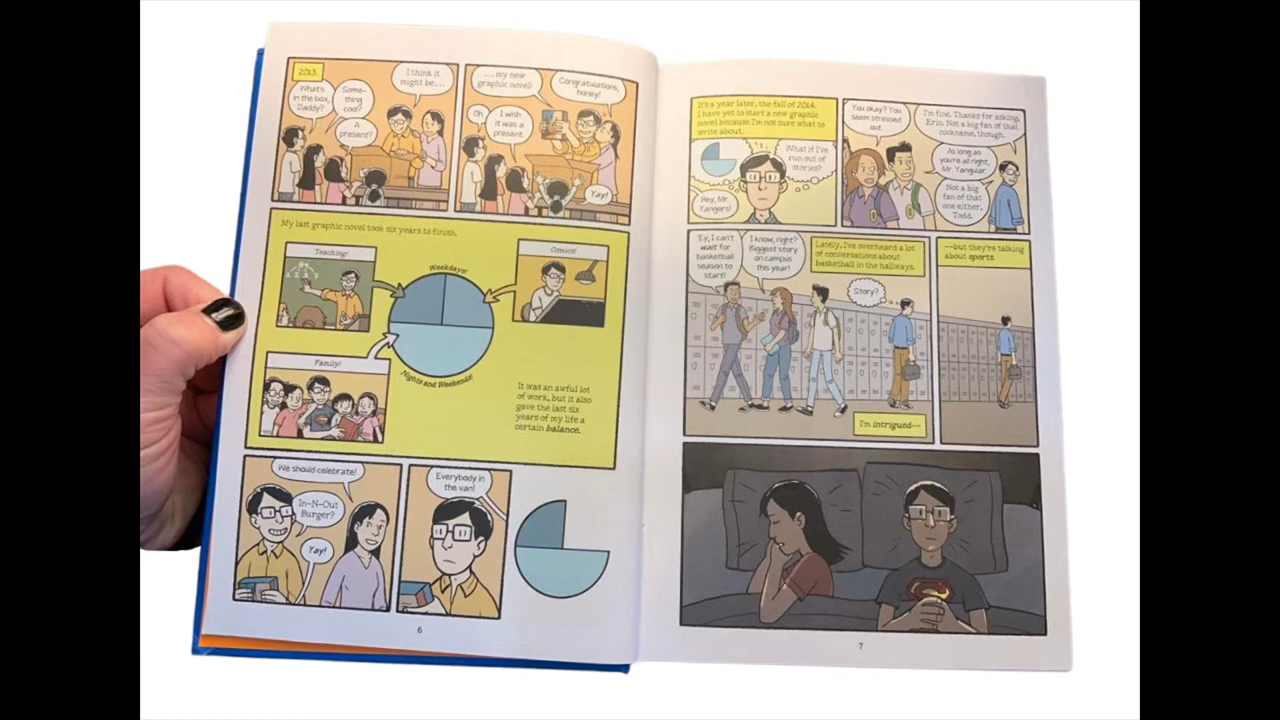 2013.
What's
in the box,
Daddy?
Some-
thing
cool?
A
present?
I think it
might be...
...my new
graphic novel!
Congratulations,
honey!
Oh.
I wish
it was a
present.
Yay!
My last graphic novel took six years to finish.
Teaching!
Weekdays!
Comics!
Family!
Nights and Weekends!
It was an awful lot
of work, but it also
gave the last six
years of my life a
certain balance.
We should celebrate!
In-N-Out
Burger?
Yay!
Everybody in
the van!
6
It's a year later, the fall of 2014.
I have yet to start a new graphic
novel because I'm not sure what to
write about.
What if I've
run out of
stories?
Hey, Mr.
Yangers!
You okay? You
seem stressed
out.
I'm fine. Thanks for asking,
Erin. Not a big fan of that
nickname, though.
As long as
you're all right,
Mr. Yangular.
Not a big
fan of that
one either,
Todd.
'Ey, I can't
wait for
basketball
season to
start!
I know, right?
Biggest story
on campus
this year!
Lately, I've overheard a lot
of conversations about
basketball in the hallways.
Story?
I'm intrigued--
--but they're talking
about sports.
7